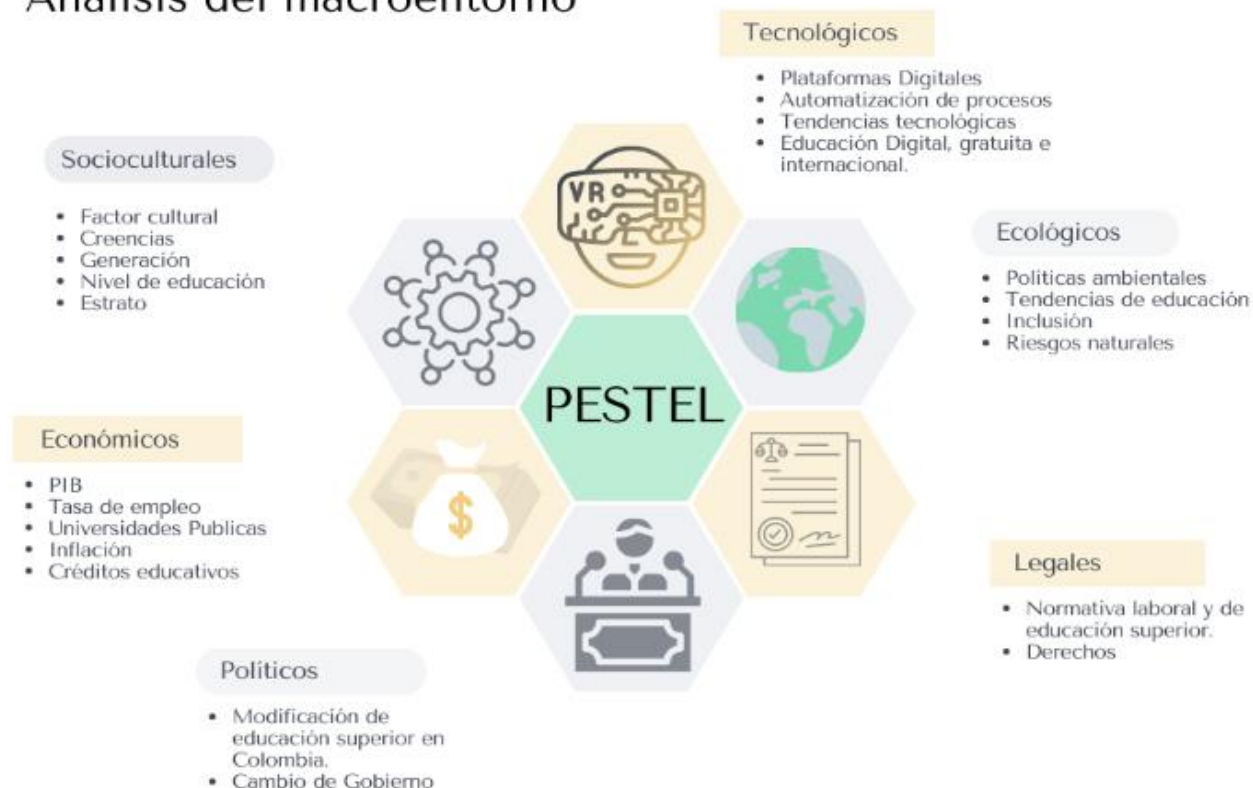 Análisis del macroentorno
Tecnológicos
• Plataformas Digitales
• Automatización de procesos
• Tendencias tecnológicas
• Educación Digital, gratuita e
internacional.
Socioculturales
• Factor cultural
• Creencias
• Generación
• Nivel de educación
• Estrato
VR
Ecológicos
• Políticas ambientales
• Tendencias de educación
• Inclusión
• Riesgos naturales
PESTEL
Económicos
• PIB
• Tasa de empleo
• Universidades Publicas
• Inflación
• Créditos educativos
$
Legales
• Normativa laboral y de
educación superior.
• Derechos
Políticos
• Modificación de
educación superior en
Colombia.
• Cambio de Gobierno